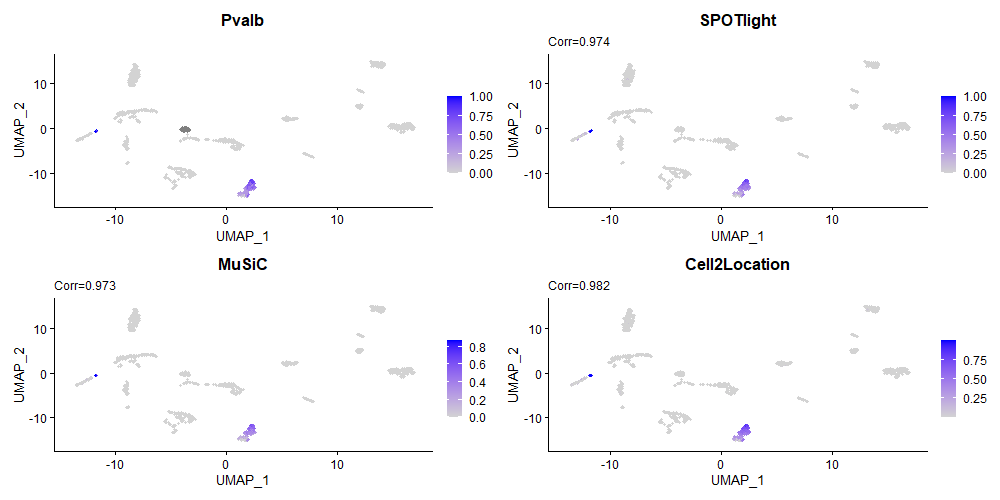 Pvalb
10
0
-10
-10
0
10
UMAP_1
UMAP_2
1.00
0.75
0.50
0.25
0.00
SPOTlight
Corr=0.974
10
0
-10
-10
0
10
UMAP_1
UMAP_2
1.00
0.75
0.50
0.25
0.00
MuSiC
Corr=0.973
10
0
-10
-10
0
10
UMAP_1
UMAP_2
0.8
0.6
0.4
0.2
0.0
Cell2Location
Corr=0.982
10
0
-10
-10
0
10
UMAP_1
UMAP_2
0.75
0.50
0.25